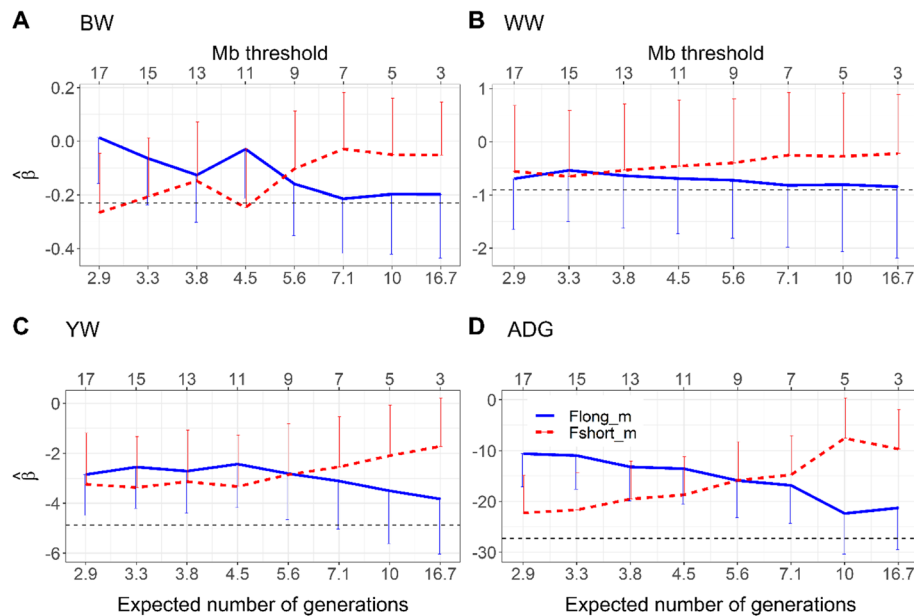 A BW
Mb threshold
17 15 13 11 9 7 5 3
0.2
0.0
-0.2
-0.4
β̂
2.9 3.3 3.8 4.5 5.6 7.1 10 16.7
B WW
Mb threshold
17 15 13 11 9 7 5 3
1
0
-1
-2
2.9 3.3 3.8 4.5 5.6 7.1 10 16.7
C YW
17 15 13 11 9 7 5 3
0
-2
-4
-6
β̂
2.9 3.3 3.8 4.5 5.6 7.1 10 16.7
Expected number of generations
D ADG
17 15 13 11 9 7 5 3
0
-10
-20
-30
Flong_m
Fshort_m
2.9 3.3 3.8 4.5 5.6 7.1 10 16.7
Expected number of generations